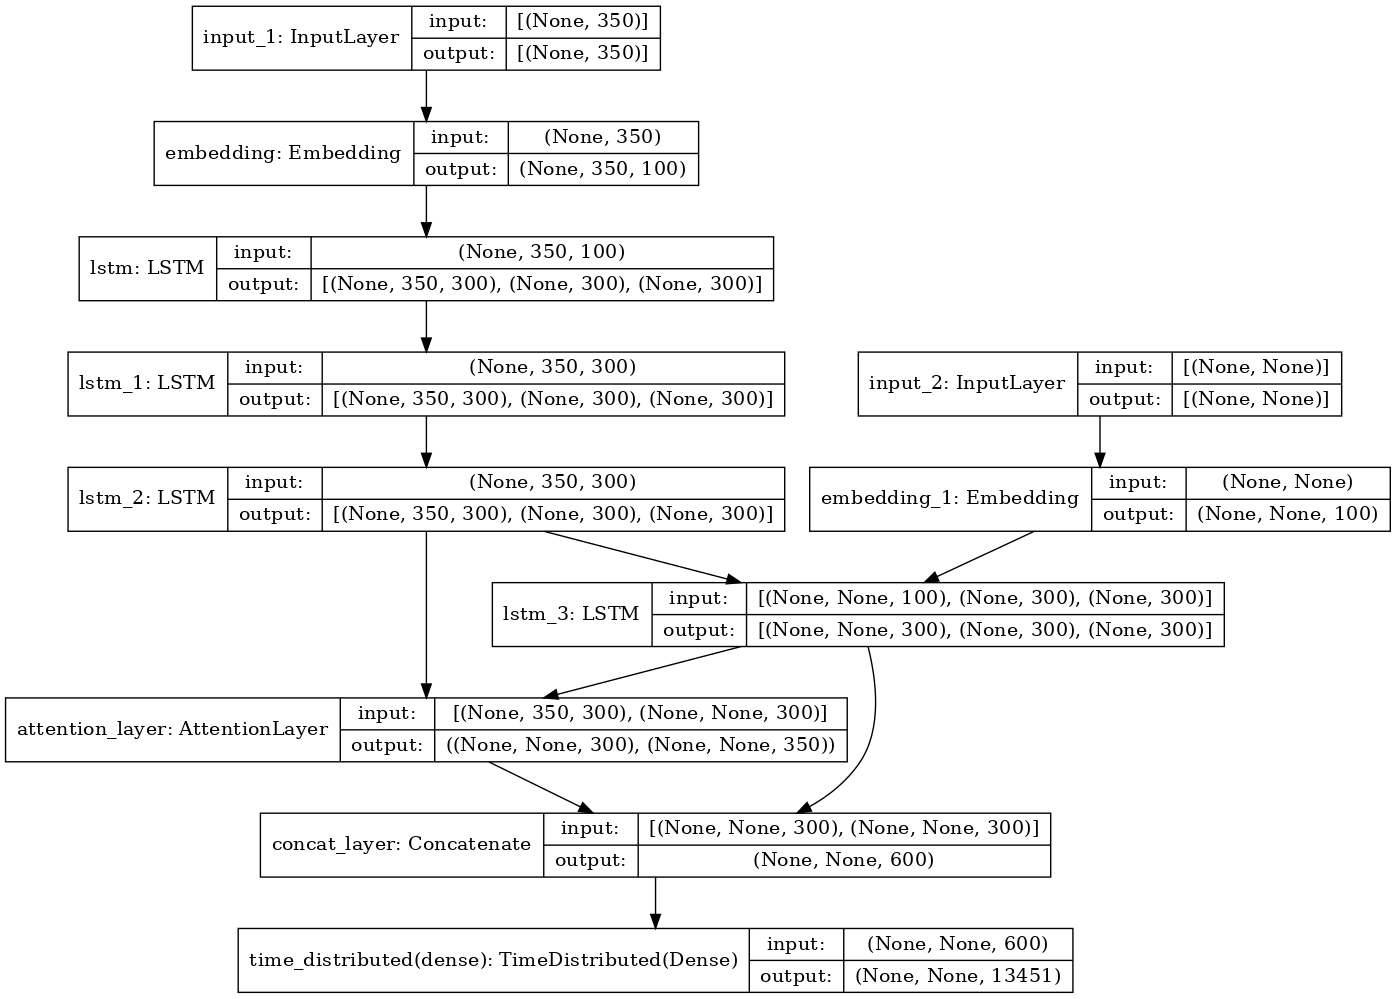 input_1: InputLayer
input:
[(None, 350)]
output:
[(None, 350)]
embedding: Embedding
input:
(None, 350)
output:
(None, 350, 100)
lstm: LSTM
input:
(None, 350, 100)
output:
[(None, 350, 300), (None, 300), (None, 300)]
lstm_1: LSTM
input:
(None, 350, 300)
output:
[(None, 350, 300), (None, 300), (None, 300)]
input_2: InputLayer
input:
[(None, None)]
output:
[(None, None)]
lstm_2: LSTM
input:
(None, 350, 300)
output:
[(None, 350, 300), (None, 300), (None, 300)]
embedding_1: Embedding
input:
(None, None)
output:
(None, None, 100)
lstm_3: LSTM
input:
[(None, None, 100), (None, 300), (None, 300)]
output:
[(None, None, 300), (None, 300), (None, 300)]
attention_layer: AttentionLayer
input:
[(None, 350, 300), (None, None, 300)]
output:
((None, None, 300), (None, None, 350))
concat_layer: Concatenate
input:
[(None, None, 300), (None, None, 300)]
output:
(None, None, 600)
time_distributed(dense): TimeDistributed(Dense)
input:
(None, None, 600)
output:
(None, None, 13451)